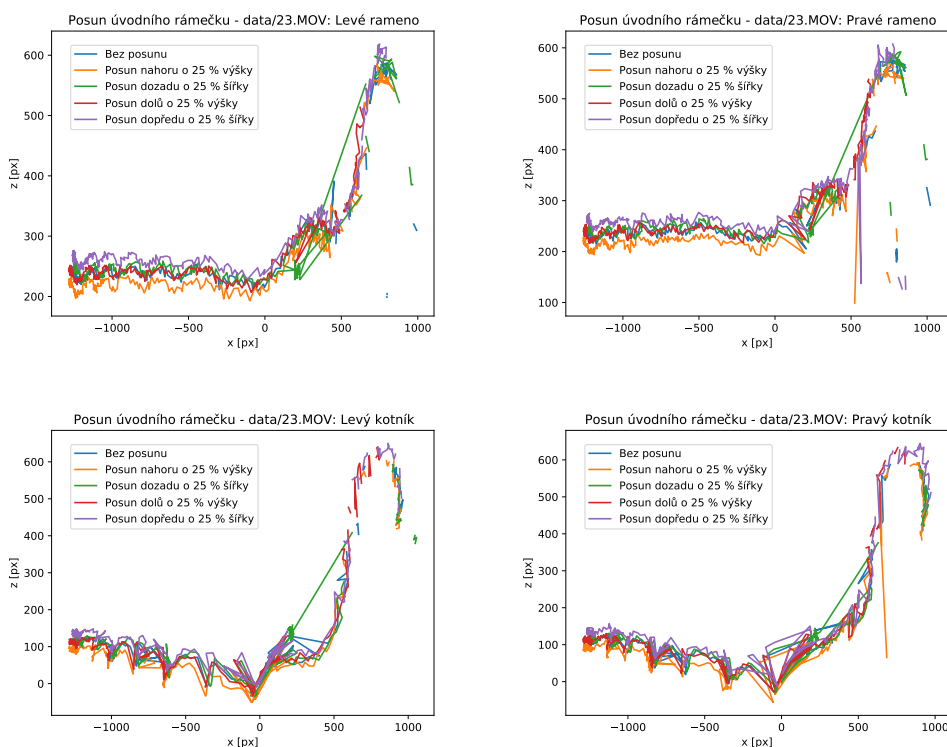 Posun úvodního rámečku - data/23.MOV: Levé rameno
z [px]
600
500
400
300
200
Bez posunu
Posun nahoru o 25 % výšky
Posun dozadu o 25 % šířky
Posun dolů o 25 % výšky
Posun dopředu o 25 % šířky
−1000 −500 0 500 1000
x [px]
Posun úvodního rámečku - data/23.MOV: Pravé rameno
z [px]
600
500
400
300
200
100
Bez posunu
Posun nahoru o 25 % výšky
Posun dozadu o 25 % šířky
Posun dolů o 25 % výšky
Posun dopředu o 25 % šířky
−1000 −500 0 500 1000
x [px]
Posun úvodního rámečku - data/23.MOV: Levý kotník
z [px]
600
500
400
300
200
100
0
Bez posunu
Posun nahoru o 25 % výšky
Posun dozadu o 25 % šířky
Posun dolů o 25 % výšky
Posun dopředu o 25 % šířky
−1000 −500 0 500 1000
x [px]
Posun úvodního rámečku - data/23.MOV: Pravý kotník
z [px]
600
500
400
300
200
100
0
Bez posunu
Posun nahoru o 25 % výšky
Posun dozadu o 25 % šířky
Posun dolů o 25 % výšky
Posun dopředu o 25 % šířky
−1000 −500 0 500 1000
x [px]